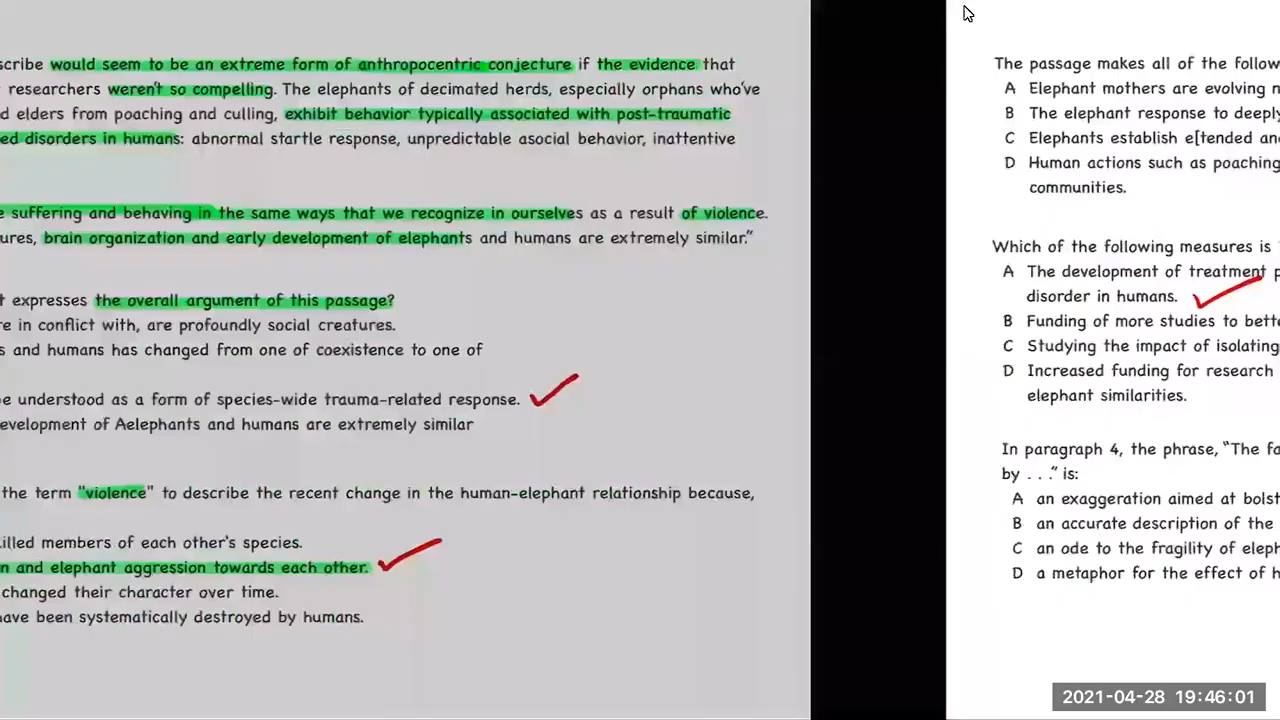 scribe would seem to be an extreme form of anthropocentric conjecture if the evidence that
researchers weren't so compelling. The elephants of decimated herds, especially orphans who've
d elders from poaching and culling, exhibit behavior typically associated with post-traumatic
ed disorders in humans: abnormal startle response, unpredictable asocial behavior, inattentive
e suffering and behaving in the same ways that we recognize in ourselves as a result of violence.
ures, brain organization and early development of elephants and humans are extremely similar.”
t expresses the overall argument of this passage?
re in conflict with, are profoundly social creatures.
s and humans has changed from one of coexistence to one of
be understood as a form of species-wide trauma-related response.
evelopment of Aelephants and humans are extremely similar
the term "violence" to describe the recent change in the human-elephant relationship because,
illed members of each other's species.
n and elephant aggression towards each other.
changed their character over time.
have been systematically destroyed by humans.
The passage makes all of the follow
A Elephant mothers are evolving n
B The elephant response to deeply
C Elephants establish e[tended and
D Human actions such as poaching
communities.
Which of the following measures is
A The development of treatment p
disorder in humans.
B Funding of more studies to bette
C Studying the impact of isolating
D Increased funding for research
elephant similarities.
In paragraph 4, the phrase, “The fa
by . . .” is:
A an exaggeration aimed at bolst
B an accurate description of the
C an ode to the fragility of eleph
D a metaphor for the effect of h
2021-04-28 19:46:01